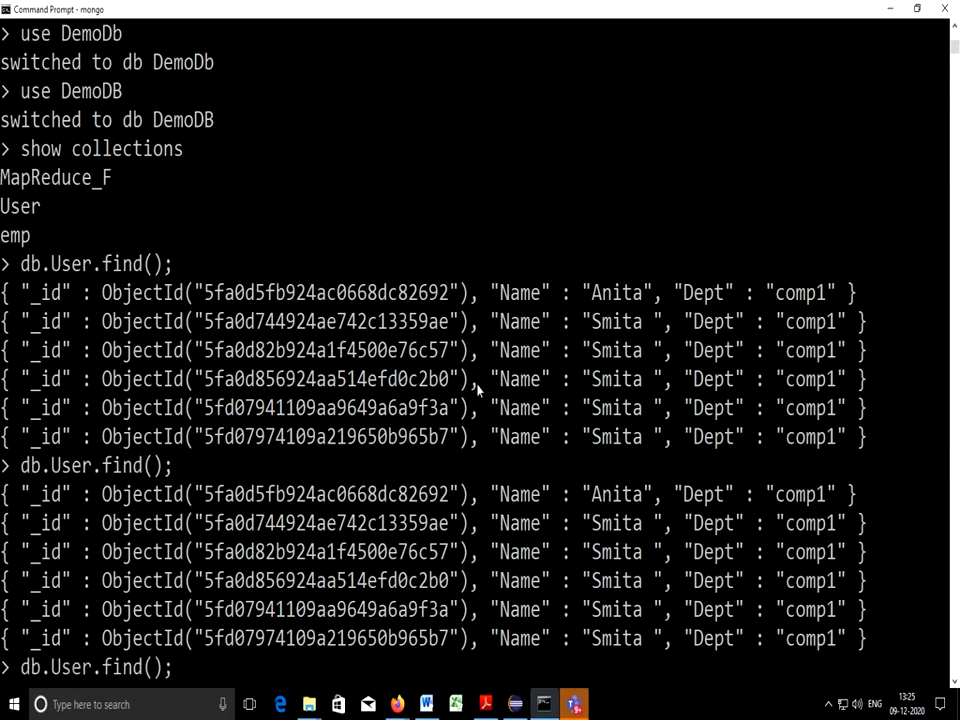 Command Prompt - mongo
> use DemoDb
switched to db DemoDb
> use DemoDB
switched to db DemoDB
> show collections
MapReduce_F
User
emp
> db.User.find();
{ "_id" : ObjectId("5fa0d5fb924ac0668dc82692"), "Name" : "Anita", "Dept" : "comp1" }
{ "_id" : ObjectId("5fa0d744924ae742c13359ae"), "Name" : "Smita ", "Dept" : "comp1" }
{ "_id" : ObjectId("5fa0d82b924a1f4500e76c57"), "Name" : "Smita ", "Dept" : "comp1" }
{ "_id" : ObjectId("5fa0d856924aa514efd0c2b0"), "Name" : "Smita ", "Dept" : "comp1" }
{ "_id" : ObjectId("5fd07941109aa9649a6a9f3a"), "Name" : "Smita ", "Dept" : "comp1" }
{ "_id" : ObjectId("5fd07974109a219650b965b7"), "Name" : "Smita ", "Dept" : "comp1" }
> db.User.find();
{ "_id" : ObjectId("5fa0d5fb924ac0668dc82692"), "Name" : "Anita", "Dept" : "comp1" }
{ "_id" : ObjectId("5fa0d744924ae742c13359ae"), "Name" : "Smita ", "Dept" : "comp1" }
{ "_id" : ObjectId("5fa0d82b924a1f4500e76c57"), "Name" : "Smita ", "Dept" : "comp1" }
{ "_id" : ObjectId("5fa0d856924aa514efd0c2b0"), "Name" : "Smita ", "Dept" : "comp1" }
{ "_id" : ObjectId("5fd07941109aa9649a6a9f3a"), "Name" : "Smita ", "Dept" : "comp1" }
{ "_id" : ObjectId("5fd07974109a219650b965b7"), "Name" : "Smita ", "Dept" : "comp1" }
> db.User.find();
Type here to search
9+
ENG
13:25
09-12-2020